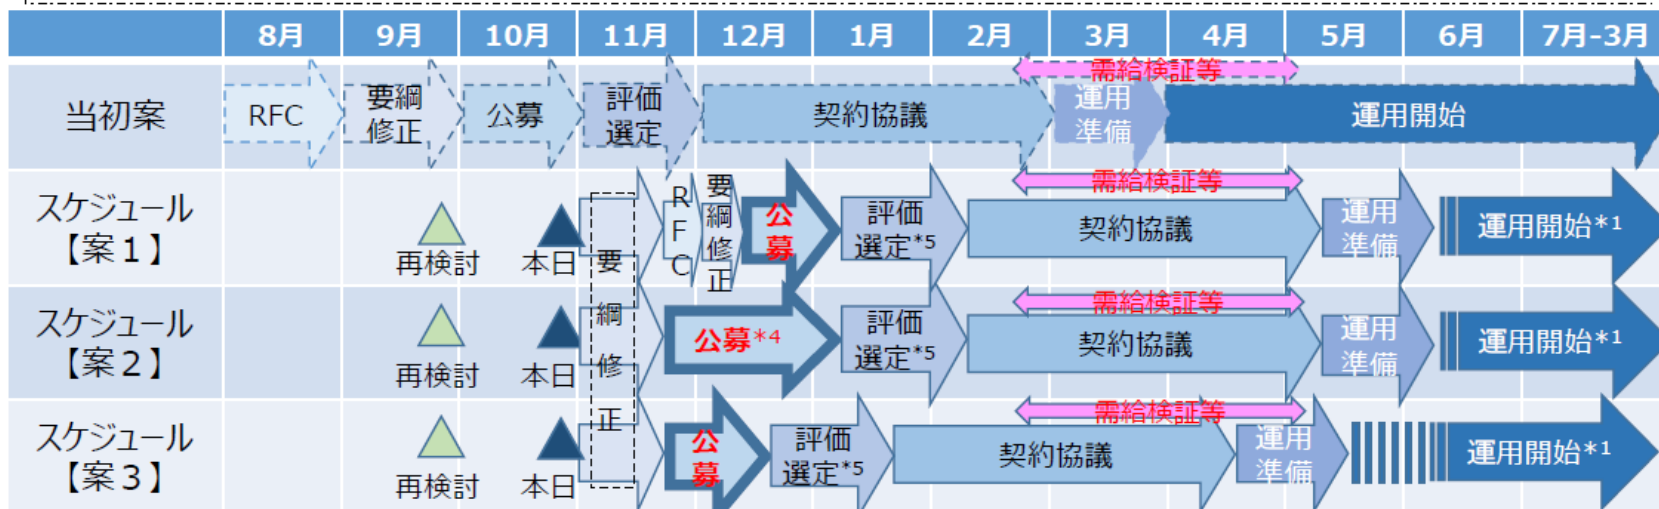 8月 9月 10月 11月 12月 1月 2月 3月 4月 5月 6月 7月-3月
需給検証等
当初案
RFC
要綱
修正
公募
評価
選定
契約協議
運用
準備
運用開始
需給検証等
スケジュール
【案１】
再検討
本日
RFC
要綱修正
公募
評価
選定*5
契約協議
運用
準備
運用開始*1
要綱修正
需給検証等
スケジュール
【案２】
再検討
本日
公募*4
評価
選定*5
契約協議
運用
準備
運用開始*1
需給検証等
スケジュール
【案３】
再検討
本日
公募
評価
選定*5
契約協議
運用
準備
運用開始*1